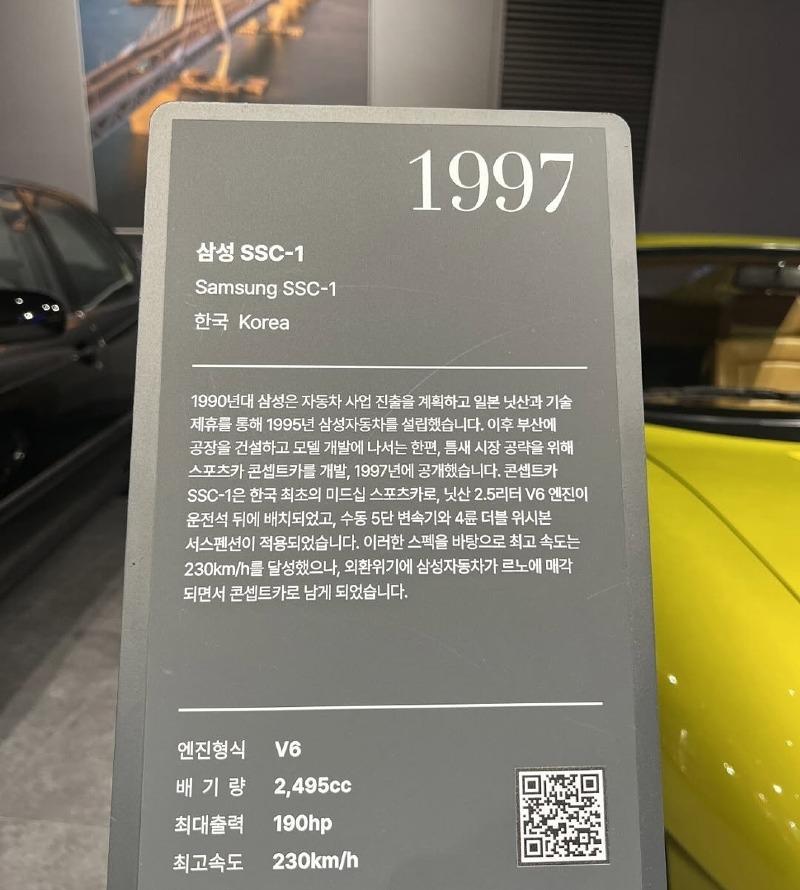 1997
삼성 SSC-1
Samsung SSC-1
한국 Korea
1990년대 삼성은 자동차 사업 진출을 계획하고 일본 닛산과 기술
제휴를 통해 1995년 삼성자동차를 설립했습니다. 이후 부산에
공장을 건설하고 모델 개발에 나서는 한편, 틈새 시장 공략을 위해
스포츠카 콘셉트카를 개발, 1997년에 공개했습니다. 콘셉트카
SSC-1은 한국 최초의 미드십 스포츠카로, 닛산 2.5리터 V6 엔진이
운전석 뒤에 배치되었고, 수동 5단 변속기와 4륜 더블 위시본
서스펜션이 적용되었습니다. 이러한 스펙을 바탕으로 최고 속도는
230km/h를 달성했으나, 외환위기에 삼성자동차가 르노에 매각
되면서 콘셉트카로 남게 되었습니다.
엔진형식 V6
배 기 량 2,495cc
최대출력 190hp
최고속도 230km/h